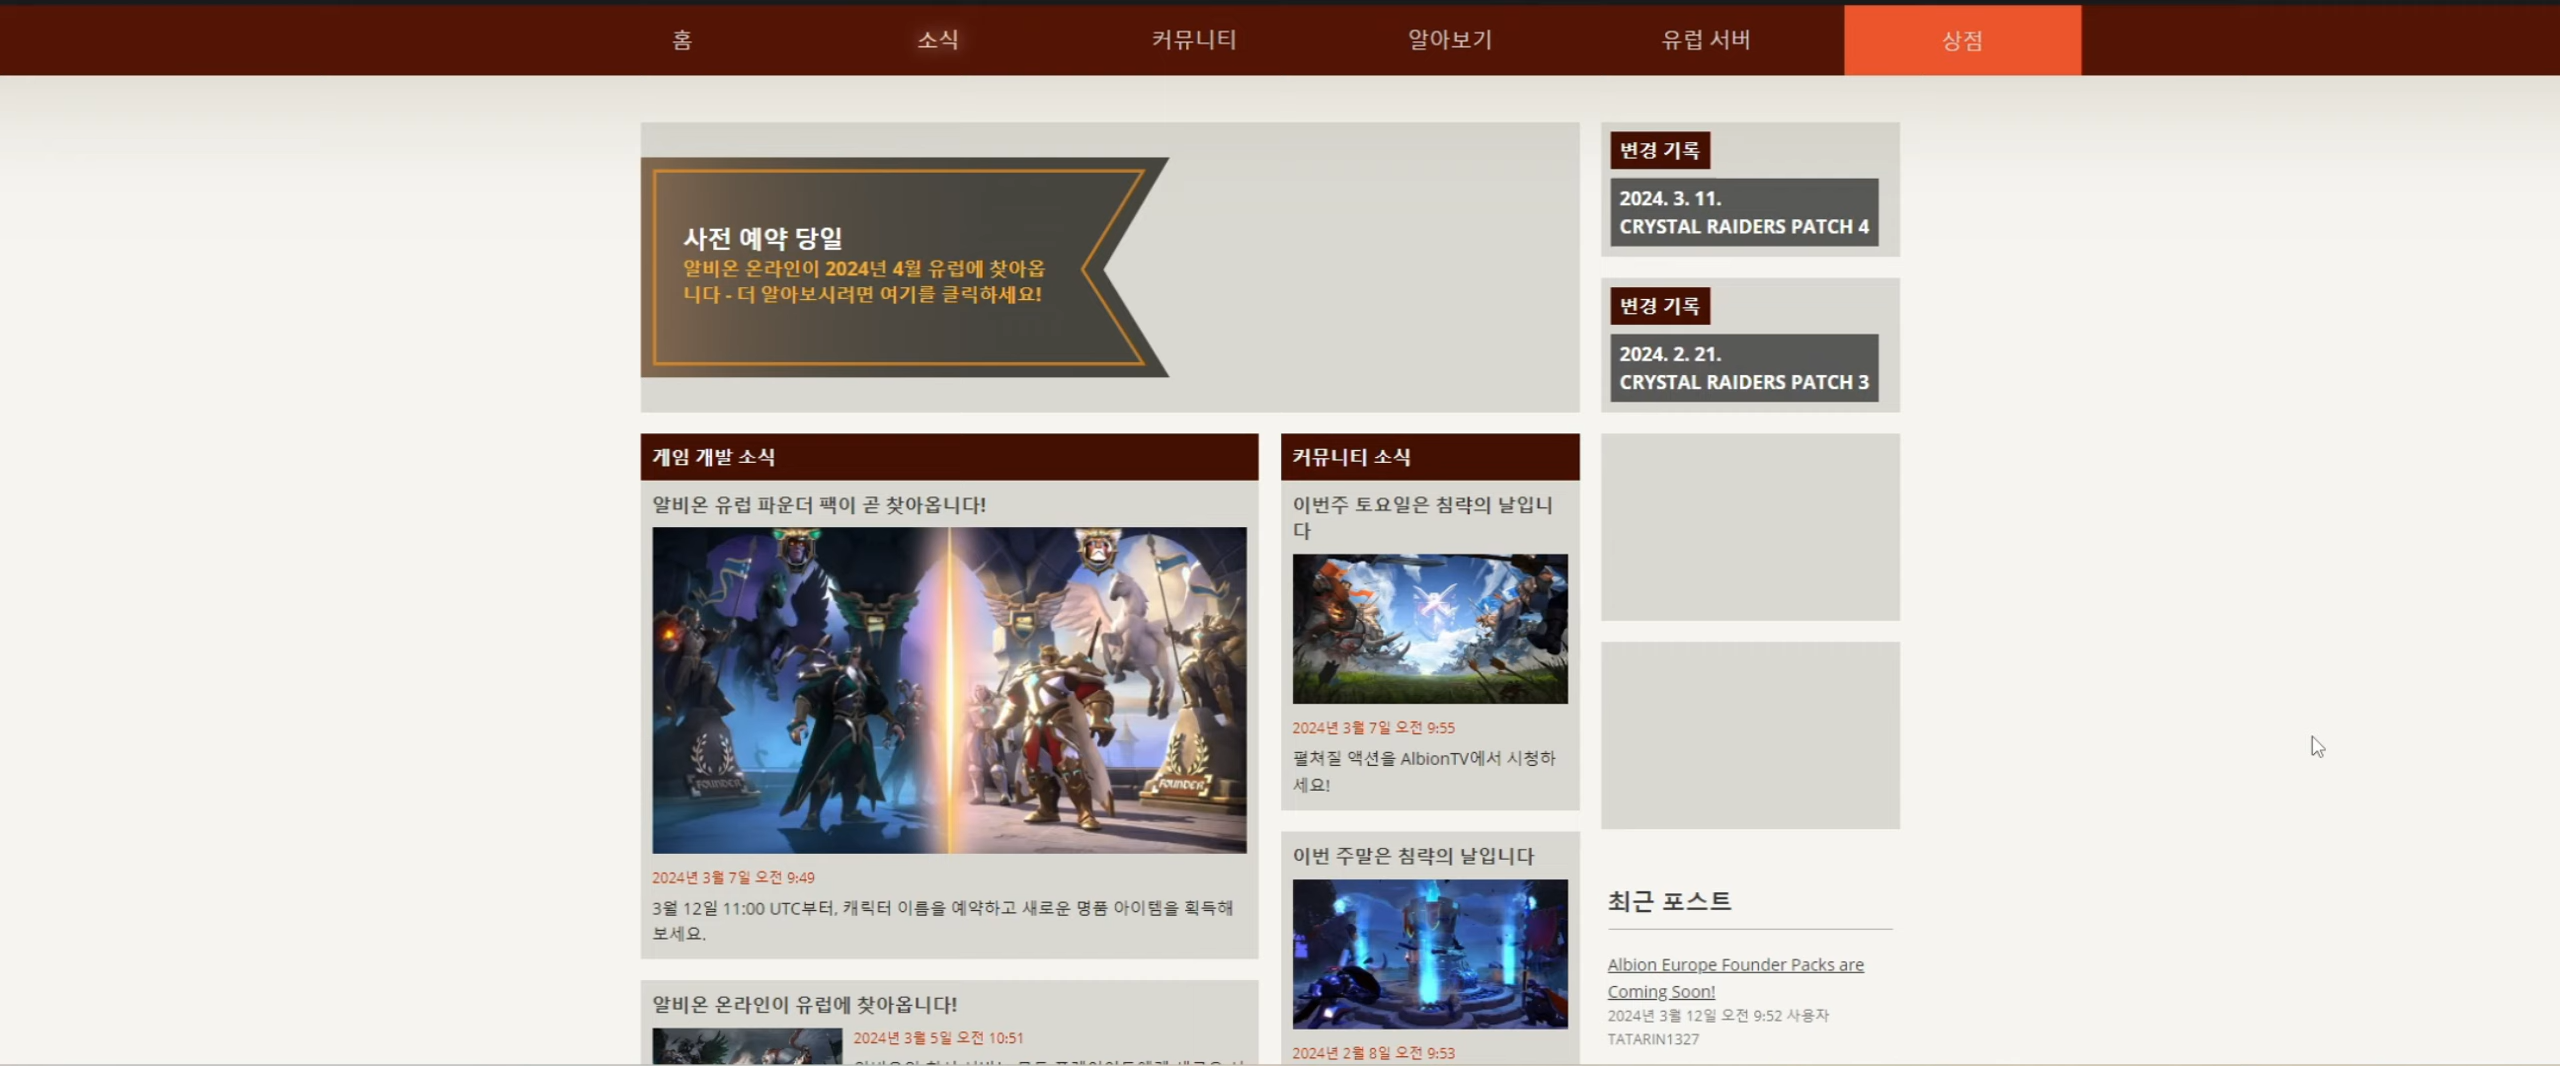 홈
소식
커뮤니티
알아보기
유럽 서버
상점
사전 예약 당일
알비온 온라인이 2024년 4월 유럽에 찾아옵
니다 - 더 알아보시려면 여기를 클릭하세요!
변경 기록
2024. 3. 11.
CRYSTAL RAIDERS PATCH 4
변경 기록
2024. 2. 21.
CRYSTAL RAIDERS PATCH 3
게임 개발 소식
알비온 유럽 파운더 팩이 곧 찾아옵니다!
FOUNDER
FOUNDER
2024년 3월 7일 오전 9:49
3월 12일 11:00 UTC부터, 캐릭터 이름을 예약하고 새로운 명품 아이템을 획득해
보세요.
알비온 온라인이 유럽에 찾아옵니다!
2024년 3월 5일 오전 10:51
커뮤니티 소식
이번주 토요일은 침략의 날입니
다
2024년 3월 7일 오전 9:55
펼쳐질 액션을 AlbionTV에서 시청하
세요!
이번 주말은 침략의 날입니다
2024년 2월 8일 오전 9:53
최근 포스트
Albion Europe Founder Packs are
Coming Soon!
2024년 3월 12일 오전 9:52 사용자
TATARIN1327